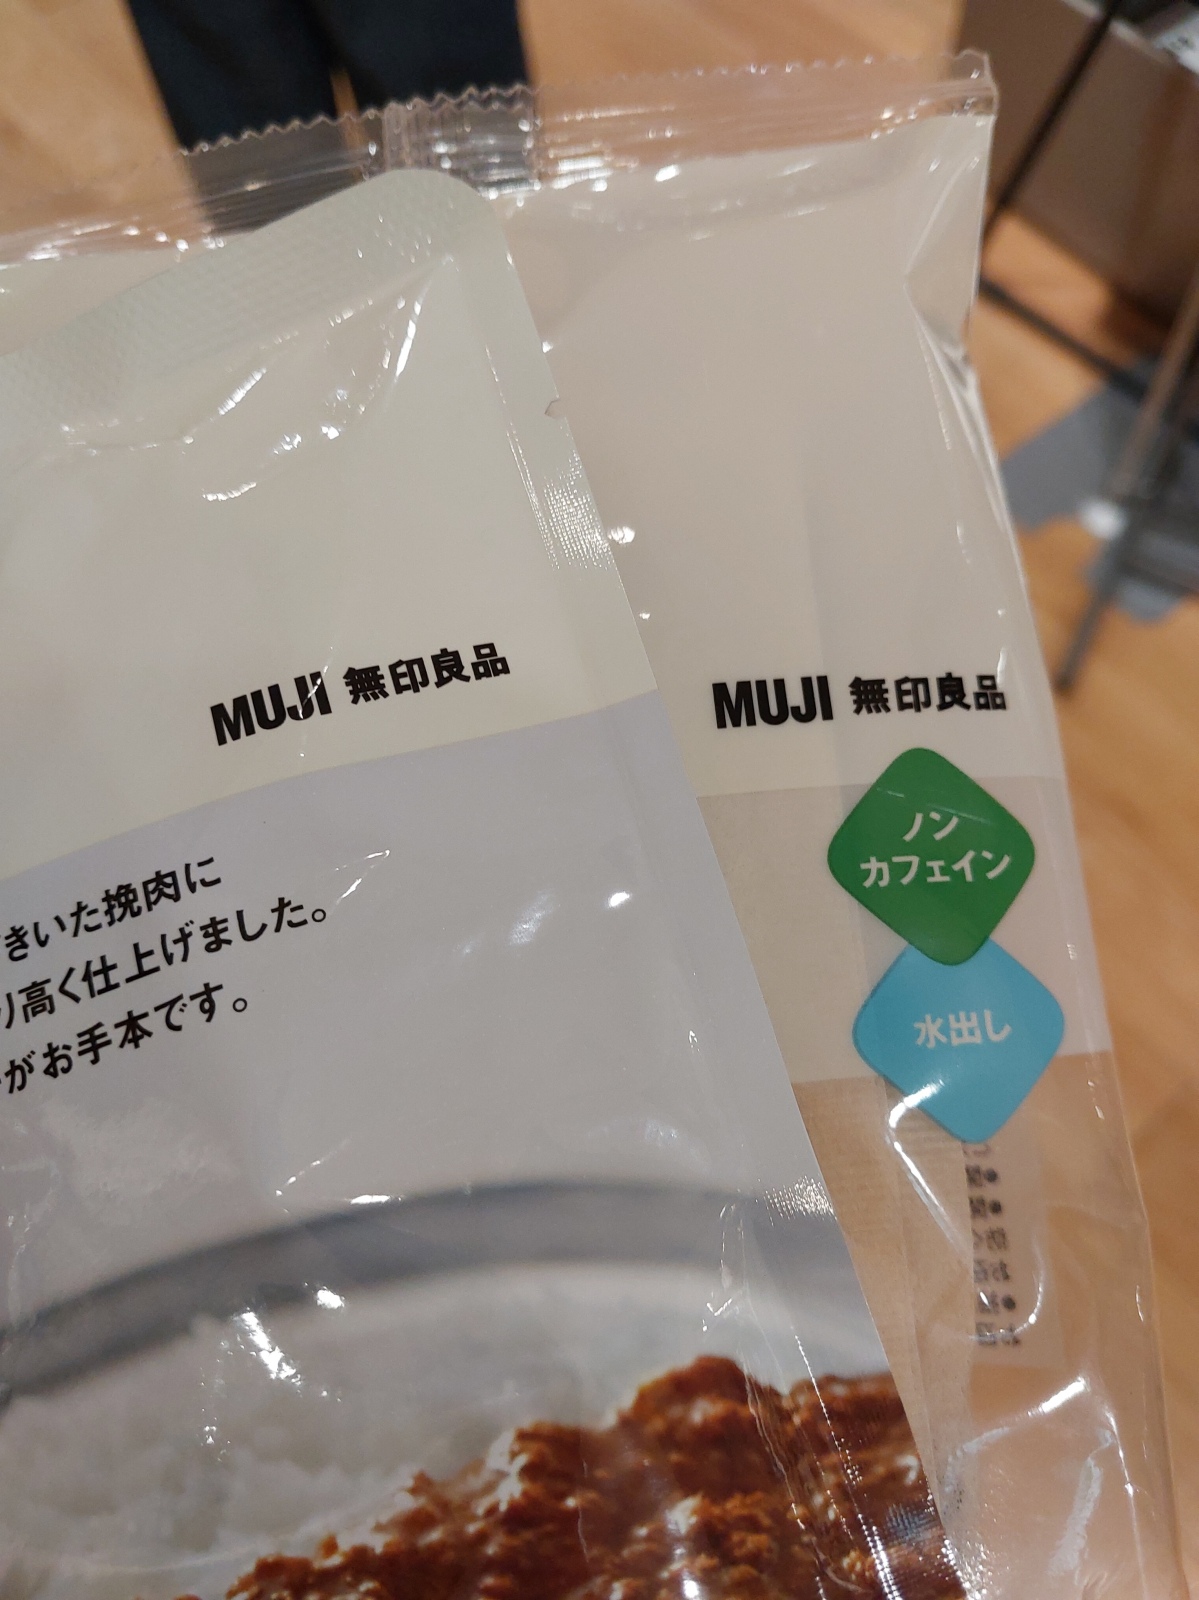 MUJI 無印良品
きいた挽肉に
り高く仕上げました。
がお手本です。
MUJI 無印良品
ノン
カフェイン
水出し